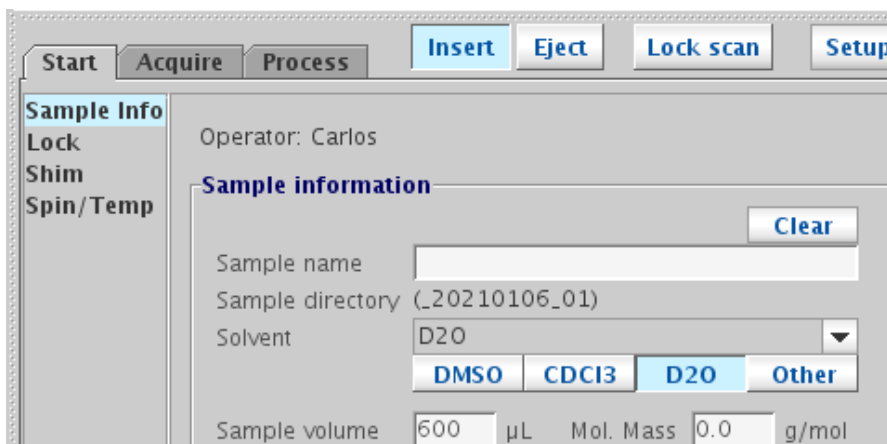 Insert Eject Lock scan Setup
Start Acquire Process
Sample Info
Lock
Shim
Spin/Temp
Operator: Carlos
Sample information
Clear
Sample name
Sample directory (_20210106_01)
Solvent D2O
DMSO CDCl3 D2O Other
Sample volume 600 µL Mol. Mass 0.0 g/mol